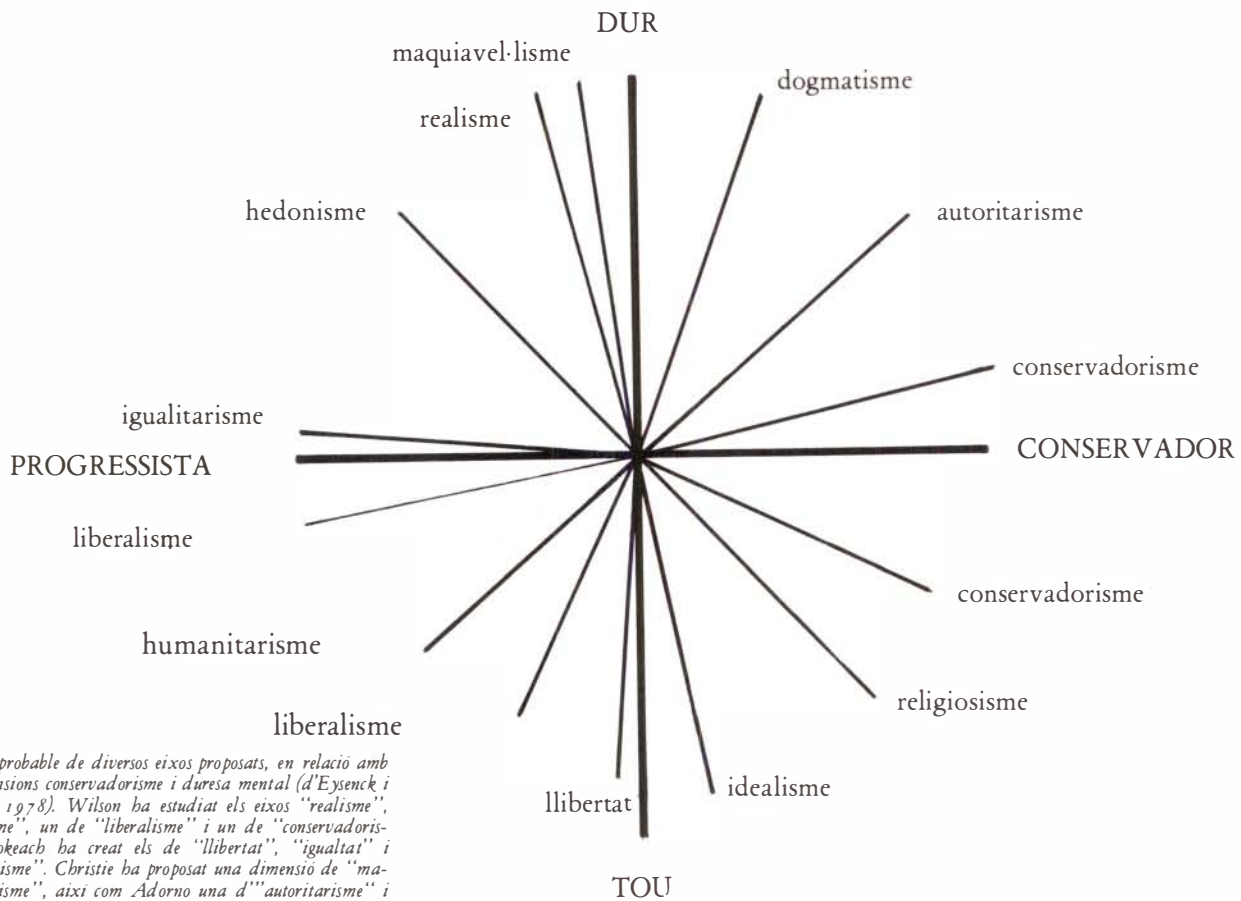 DUR
maquiavel·lisme
dogmatisme
realisme
hedonisme
autoritarisme
conservadorisme
igualitarisme
PROGRESSISTA
CONSERVADOR
liberalisme
conservadorisme
humanitarisme
religiosisme
liberalisme
idealisme
llibertat
TOU
probable de diversos eixos proposats, en relació amb
nsions conservadorisme i duresa mental (d'Eysenck i
1978). Wilson ha estudiat els eixos "realisme",
me", un de "liberalisme" i un de "conservadoris-
okeach ha creat els de "llibertat", "igualtat" i
isme". Christie ha proposat una dimensió de "ma-
isme", així com Adorno una d'"autoritarisme" i